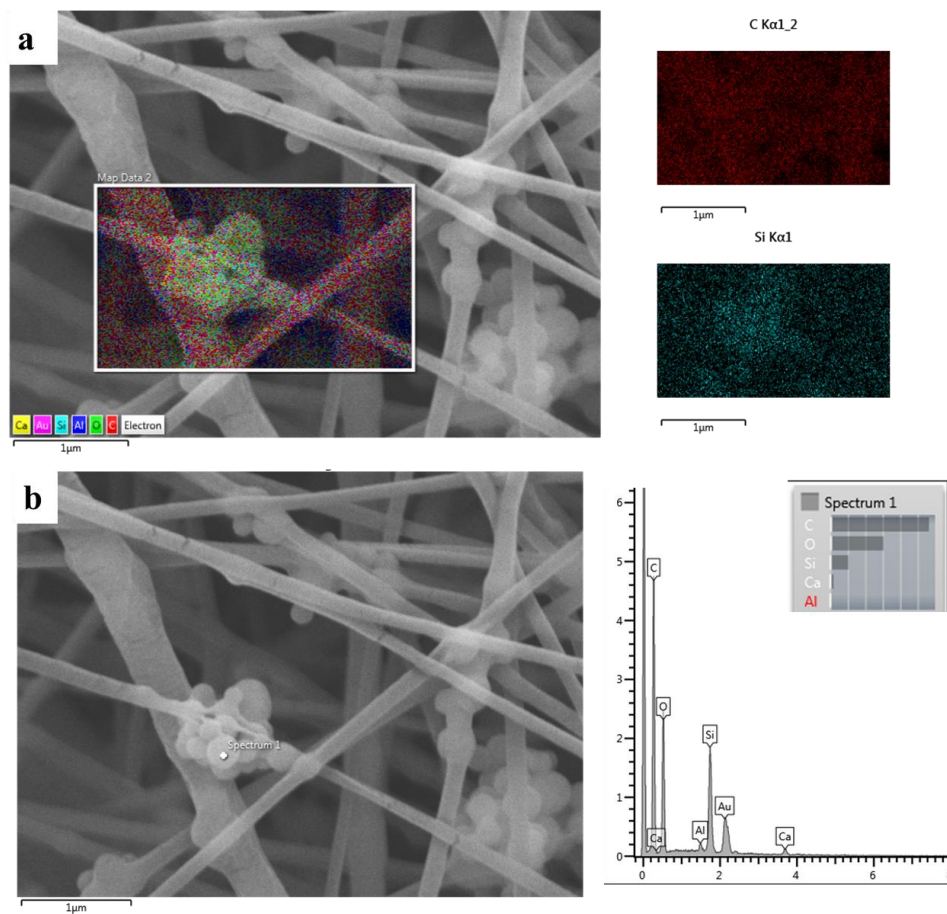 a
Map Data 2
Ca Au Si Al O C Electron
1µm
C Kα1_2
1µm
Si Kα1
1µm
b
Spectrum 1
1µm
6
5
4
3
2
1
0
C
O
Si
Au
Al
Ca
Ca
0 2 4 6
Spectrum 1
C
O
Si
Ca
Al